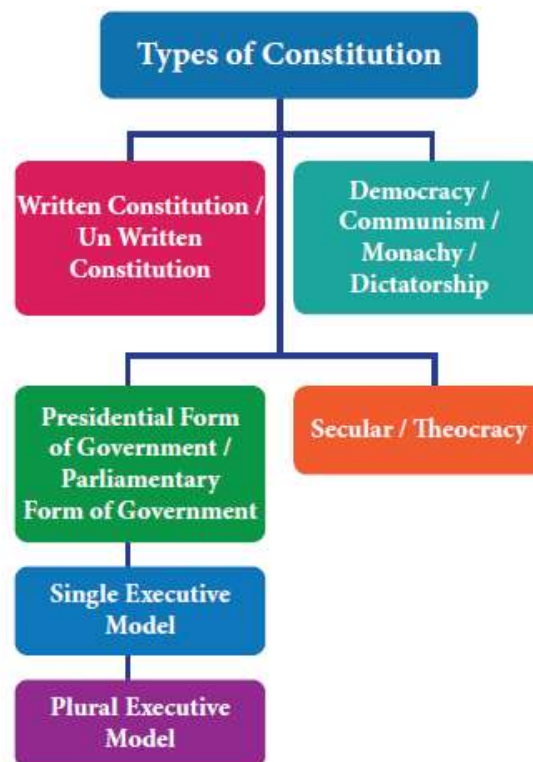 Types of Constitution
Written Constitution /
Un Written
Constitution
Democracy /
Communism /
Monachy /
Dictatorship
Presidential Form
of Government /
Parliamentary
Form of Government
Secular / Theocracy
Single Executive
Model
Plural Executive
Model